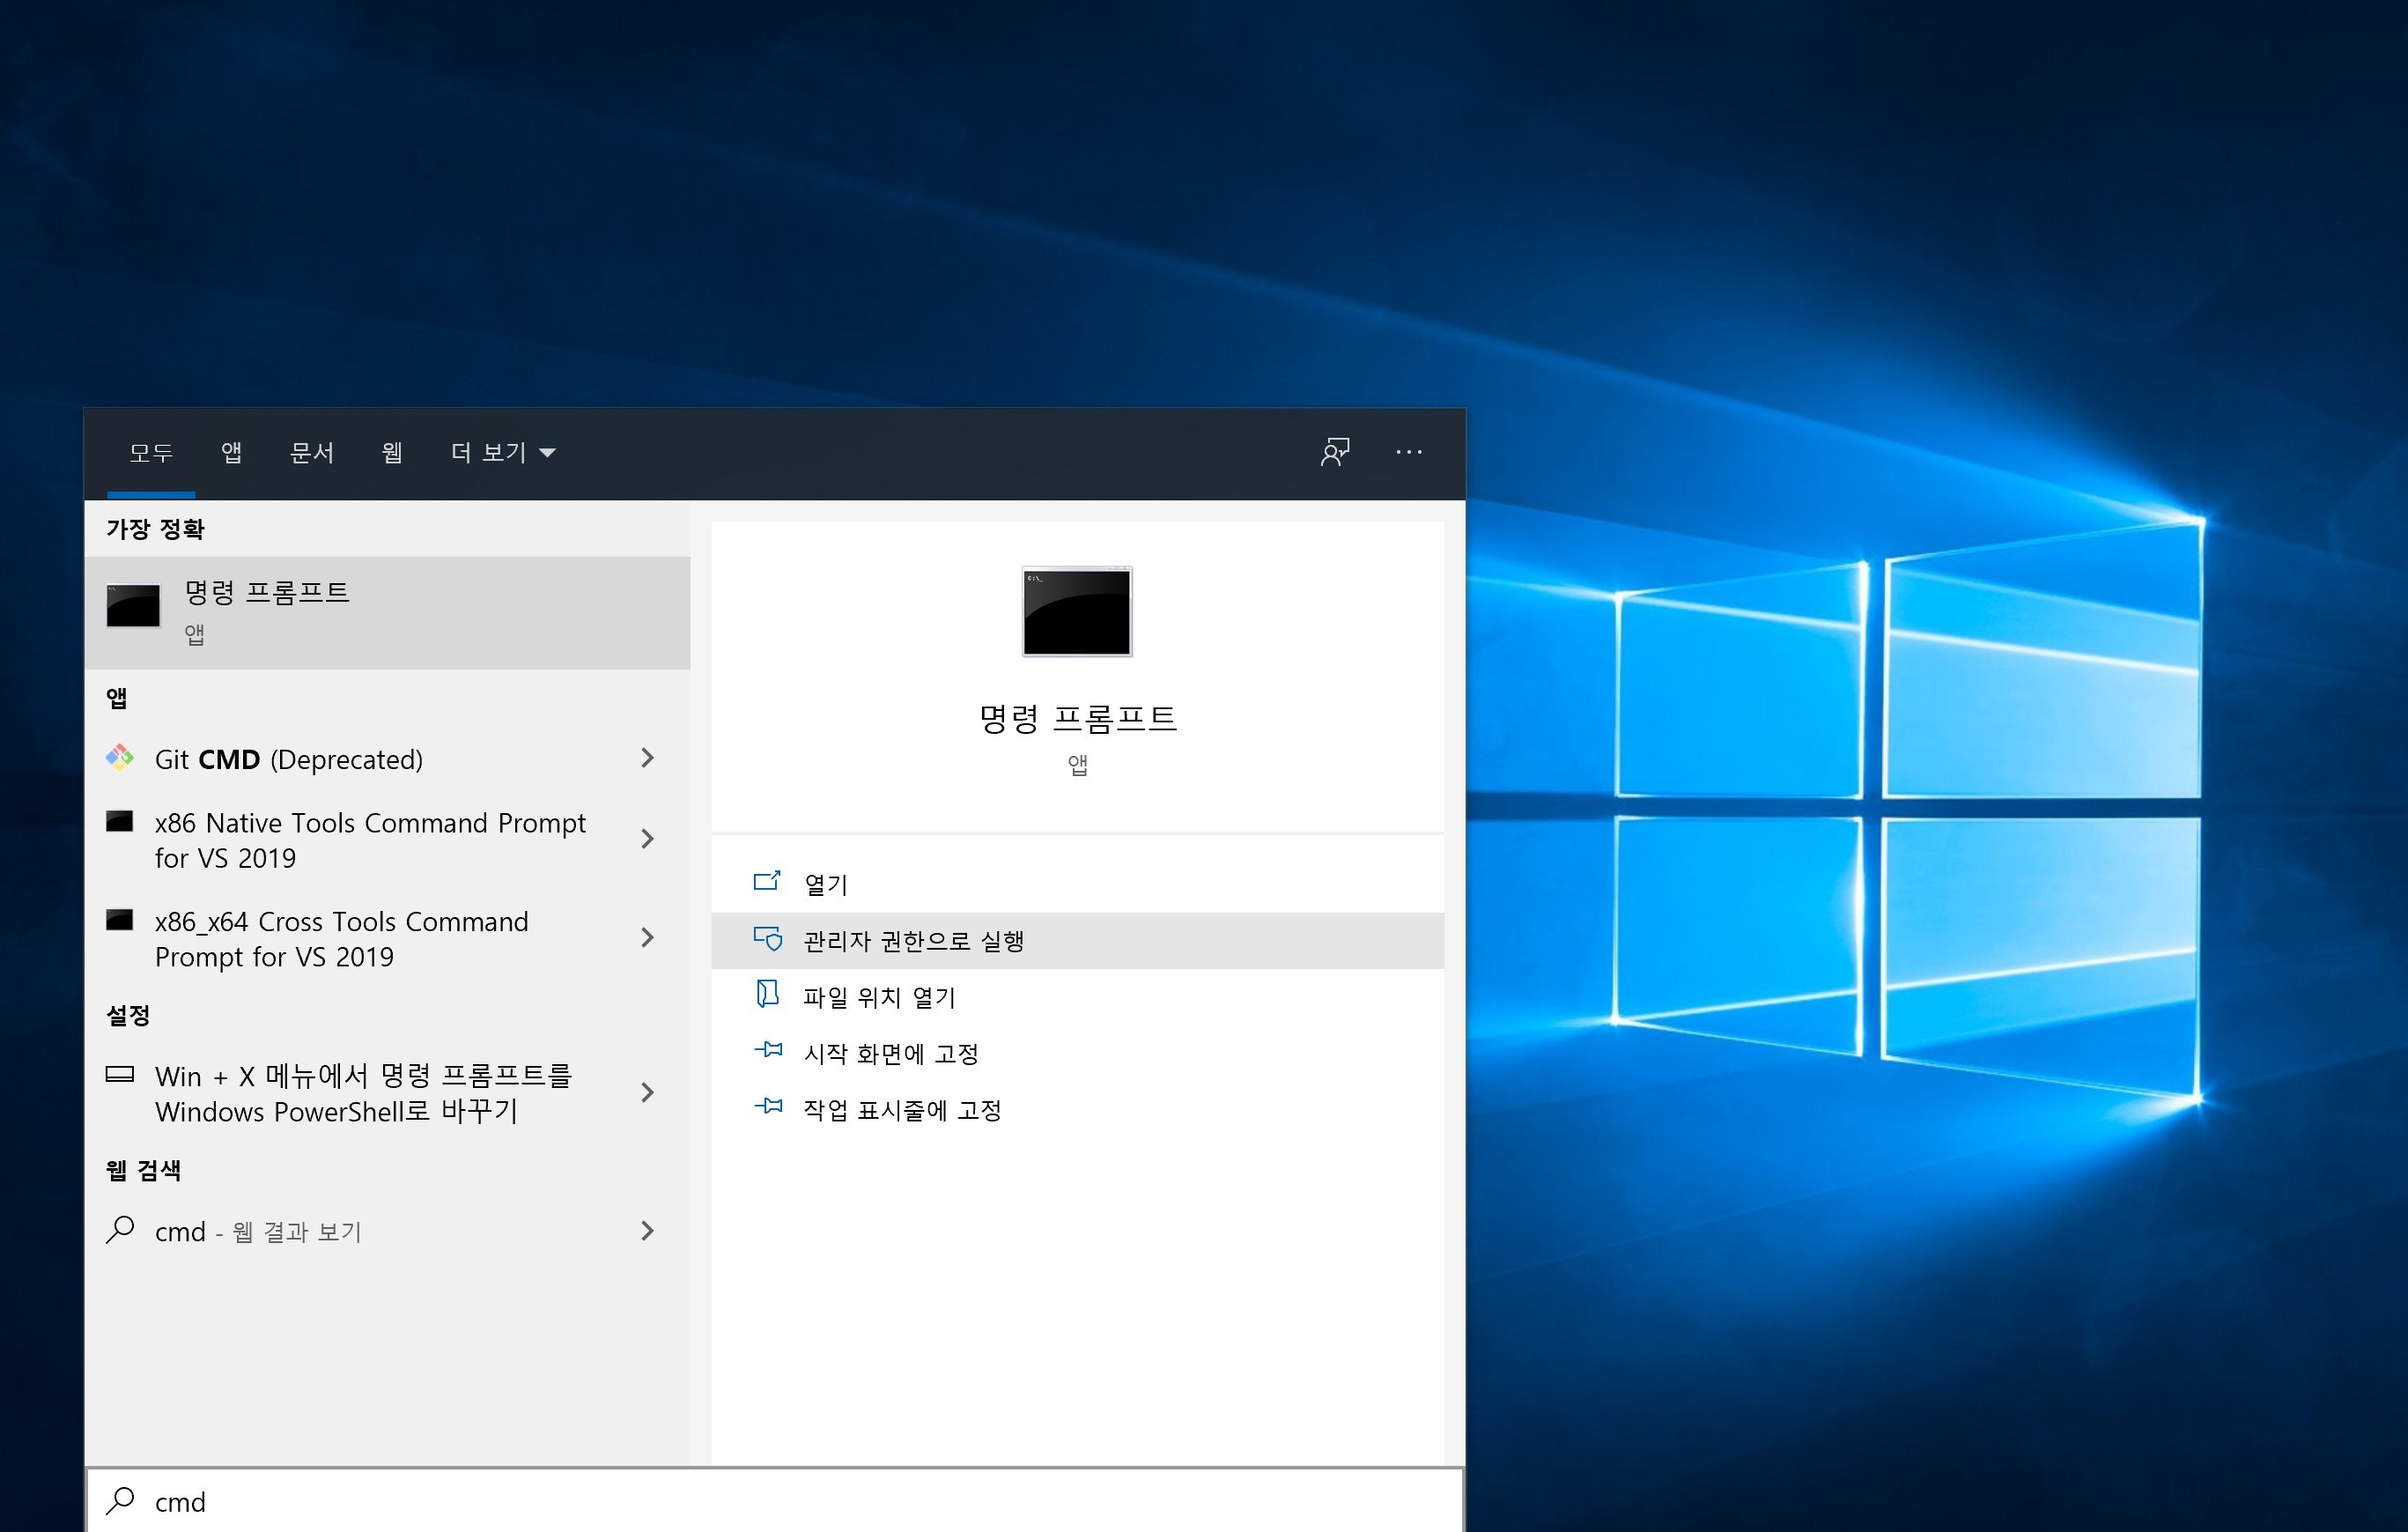 모두 앱 문서 웹 더 보기
가장 정확
명령 프롬프트
앱
앱
Git CMD (Deprecated)
x86 Native Tools Command Prompt
for VS 2019
x86_x64 Cross Tools Command
Prompt for VS 2019
설정
Win + X 메뉴에서 명령 프롬프트를
Windows PowerShell로 바꾸기
웹 검색
cmd - 웹 결과 보기
C:\_
명령 프롬프트
앱
열기
관리자 권한으로 실행
파일 위치 열기
시작 화면에 고정
작업 표시줄에 고정
cmd